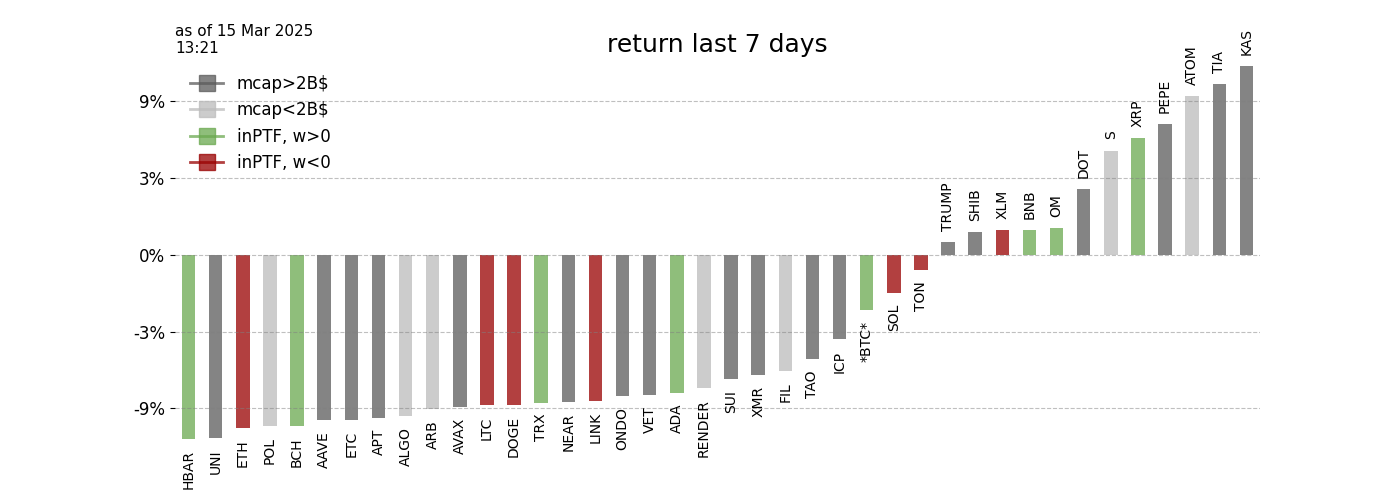 as of 15 Mar 2025
13:21
return last 7 days
mcap>2B$
mcap<2B$
inPTF, w>0
inPTF, w<0
9%
3%
0%
-3%
-9%
HBAR
UNI
ETH
POL
BCH
AAVE
ETC
APT
ALGO
ARB
AVAX
LTC
DOGE
TRX
NEAR
LINK
ONDO
VET
ADA
RENDER
SUI
XMR
FIL
TAO
ICP
*BTC*
SOL
TON
TRUMP
SHIB
XLM
BNB
OM
DOT
S
XRP
PEPE
ATOM
TIA
KAS